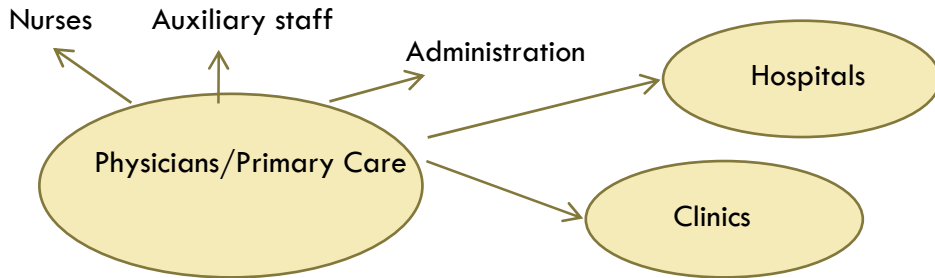 Nurses
Auxiliary staff
Administration
Hospitals
Physicians/Primary Care
Clinics